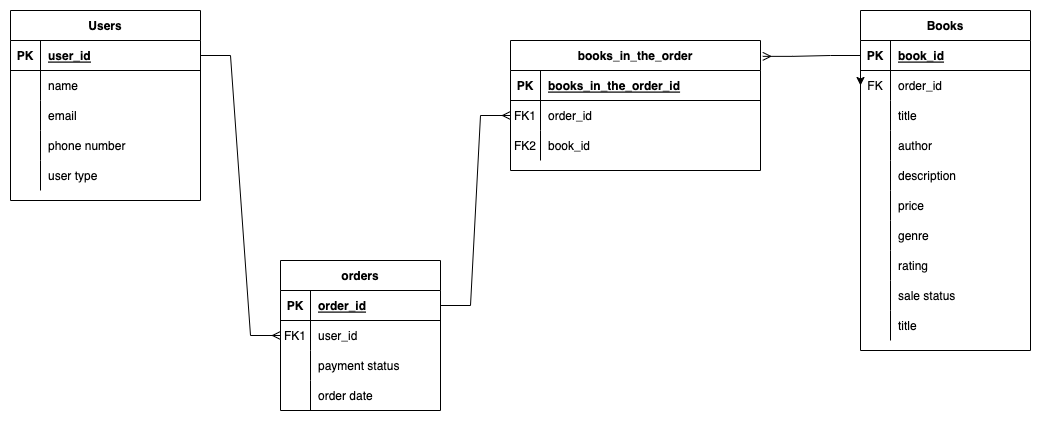 Users
PK user_id
name
email
phone number
user type
orders
PK order_id
FK1 user_id
payment status
order date
books_in_the_order
PK books_in_the_order_id
FK1 order_id
FK2 book_id
Books
PK book_id
FK order_id
title
author
description
price
genre
rating
sale status
title